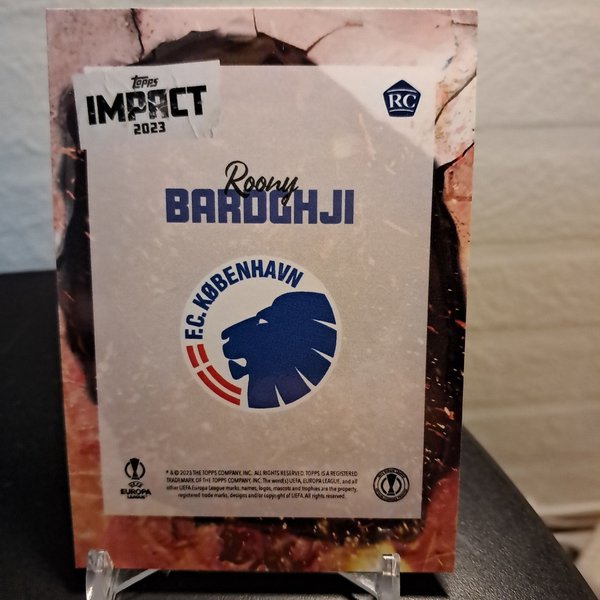 Topps
IMPACT
2023
RC
Roony
BARDGHJI
F.C. KØBENHAVN
* & © 2023 THE TOPPS COMPANY, INC. ALL RIGHTS RESERVED. TOPPS IS A REGISTERED
TRADEMARK OF THE TOPPS COMPANY, INC. The word(s) UEFA, EUROPA LEAGUE, and all
other UEFA Europa League marks, names, logos, mascots and trophies are the property,
registered trade marks, designs and/or copyright of UEFA. All rights reserved.
UEFA
EUROPA
LEAGUE